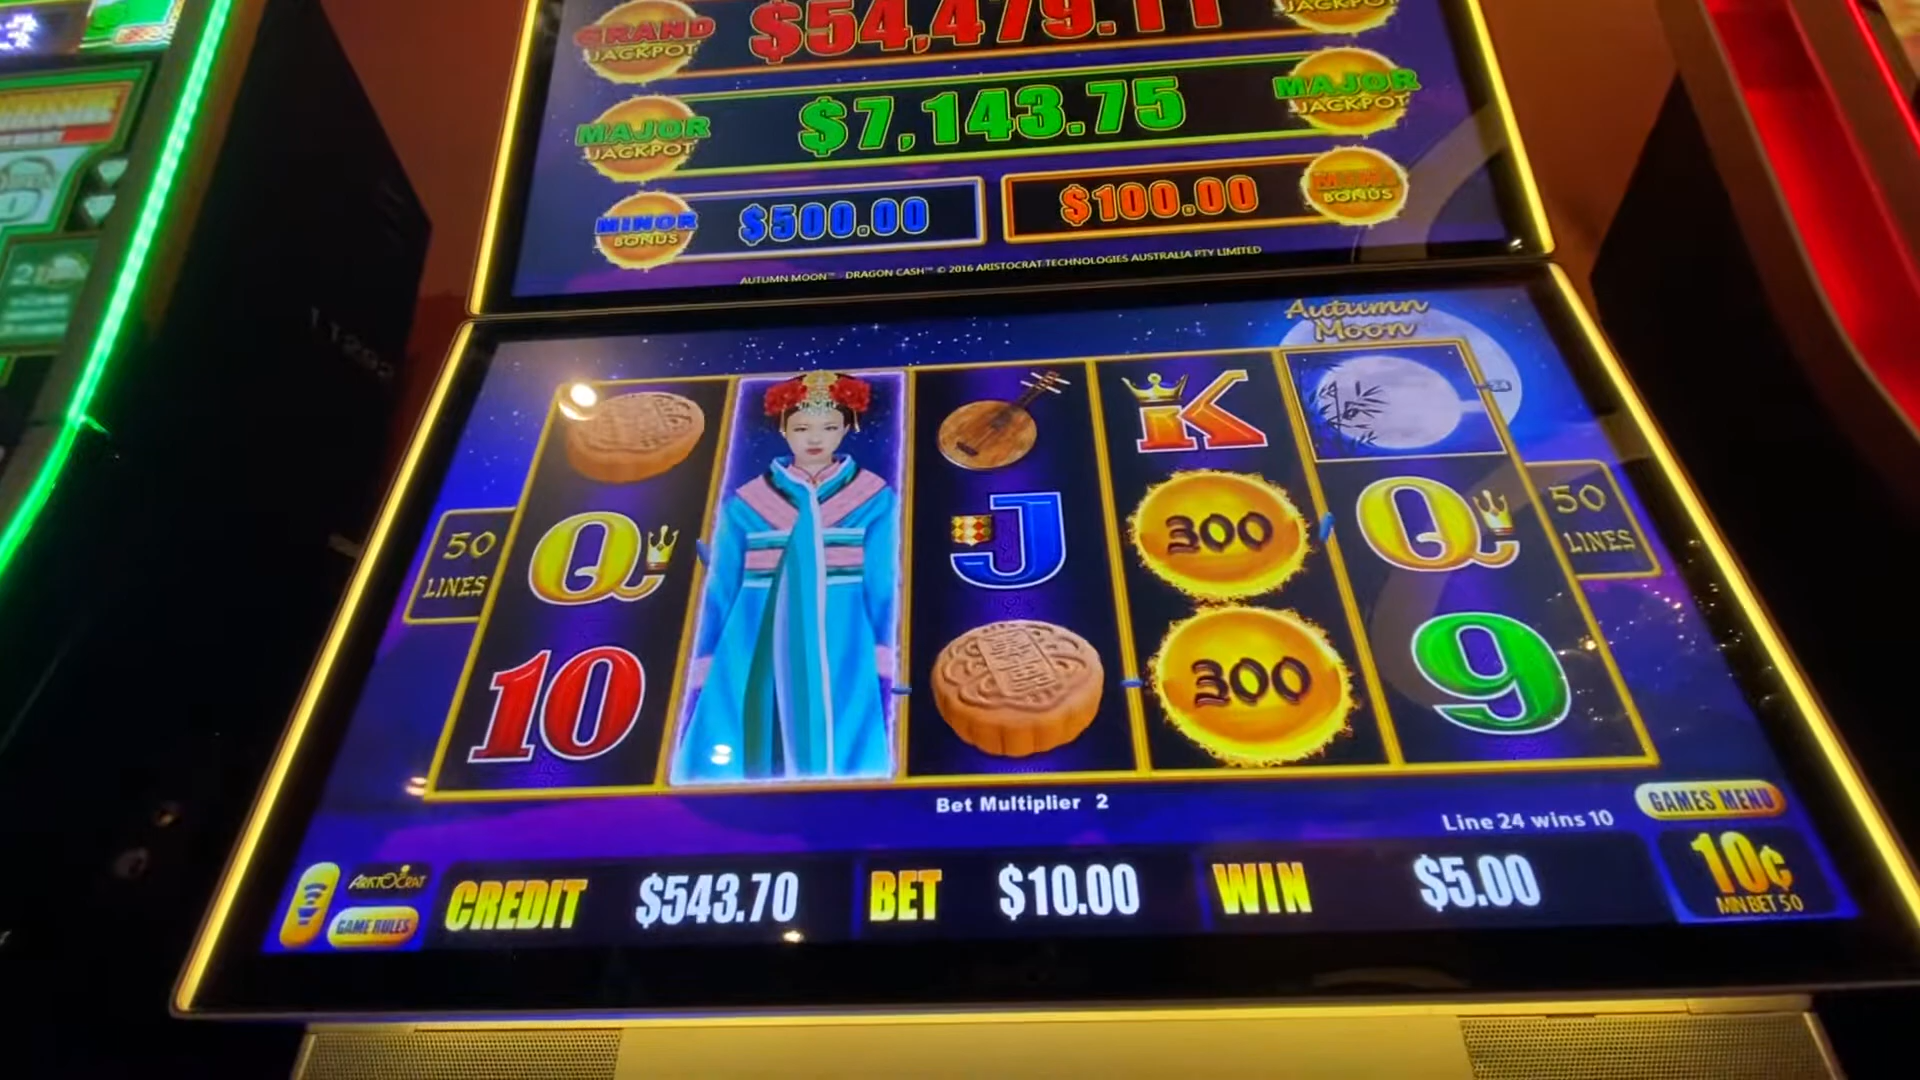 GRAND
JACKPOT
$54,479.11
JACKPOT
MAJOR
JACKPOT
$7,143.75
MAJOR
JACKPOT
MINOR
BONUS
$500.00
$100.00
BONUS
AUTUMN MOON™ DRAGON CASH™ © 2016 ARISTOCRAT TECHNOLOGIES AUSTRALIA PTY LIMITED
Autumn
Moon
K
50
LINES
Q
J
300
Q
50
LINES
10
300
9
Bet Multiplier 2
Line 24 wins 10
GAMES MENU
ARISTOCRAT
GAME RULES
CREDIT $543.70 BET $10.00 WIN $5.00
10¢
MIN BET 50